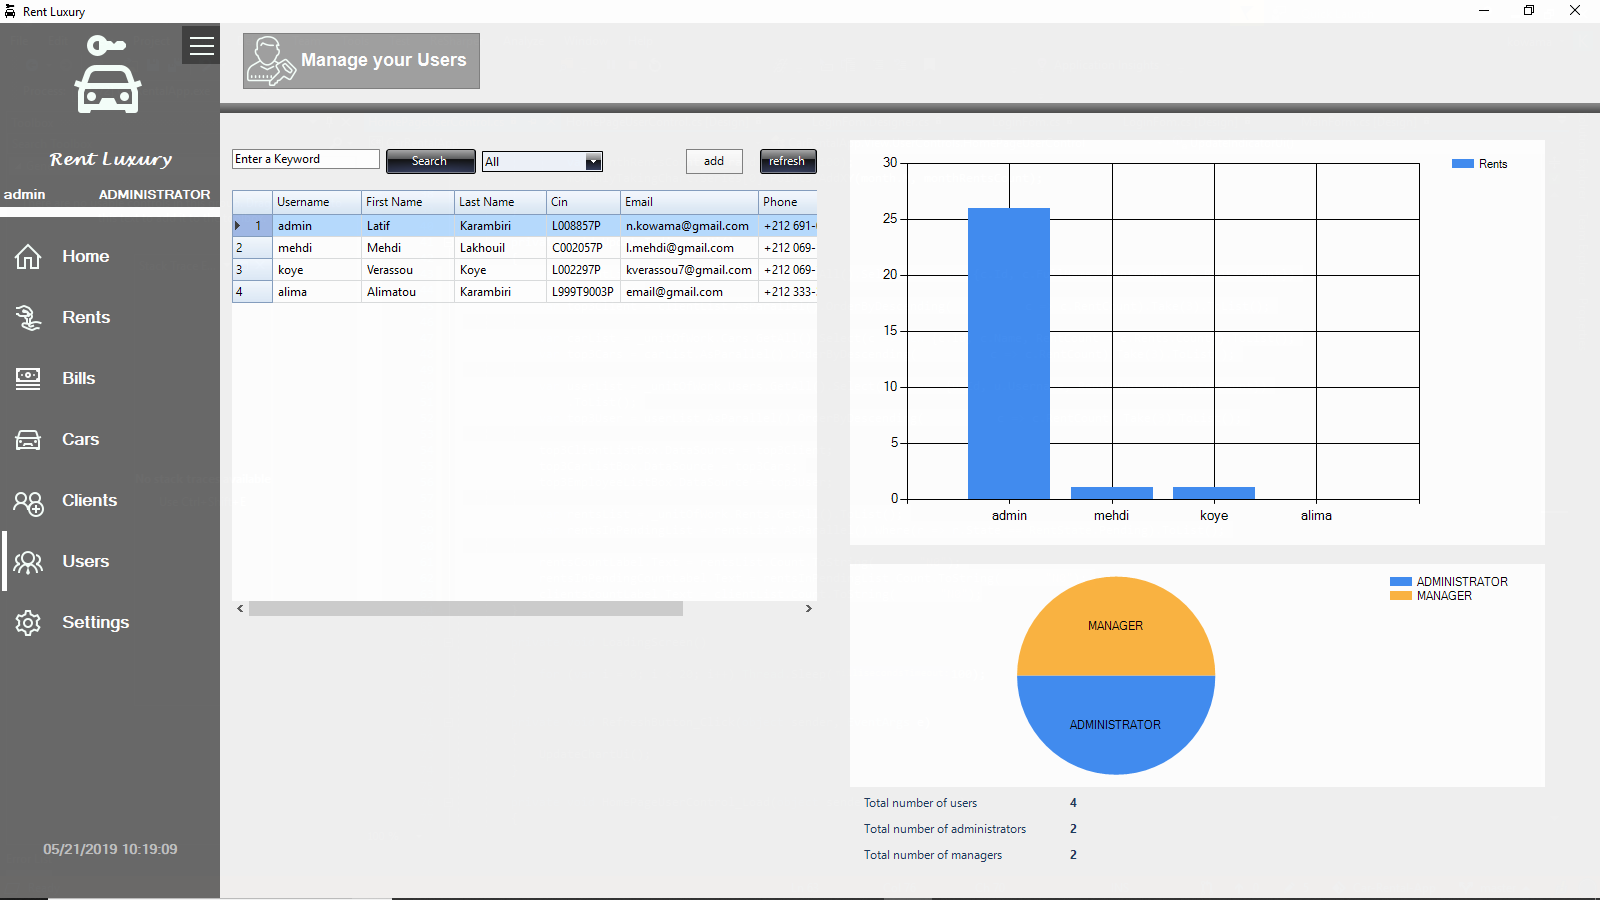 Rent Luxury
Rent Luxury
admin ADMINISTRATOR
Home
Rents
Bills
Cars
Clients
Users
Settings
05/21/2019 10:19:09
Manage your Users
Enter a Keyword Search All add refresh
Username First Name Last Name Cin Email Phone
1 admin Latif Karambiri L008857P n.kowama@gmail.com +212 691-
2 mehdi Mehdi Lakhouil C002057P l.mehdi@gmail.com +212 069-
3 koye Verassou Koye L002297P kverassou7@gmail.com +212 069-
4 alima Alimatou Karambiri L999T9003P email@gmail.com +212 333-
30
25
20
15
10
5
0
admin mehdi koye alima
Rents
MANAGER
ADMINISTRATOR
ADMINISTRATOR
MANAGER
Total number of users 4
Total number of administrators 2
Total number of managers 2